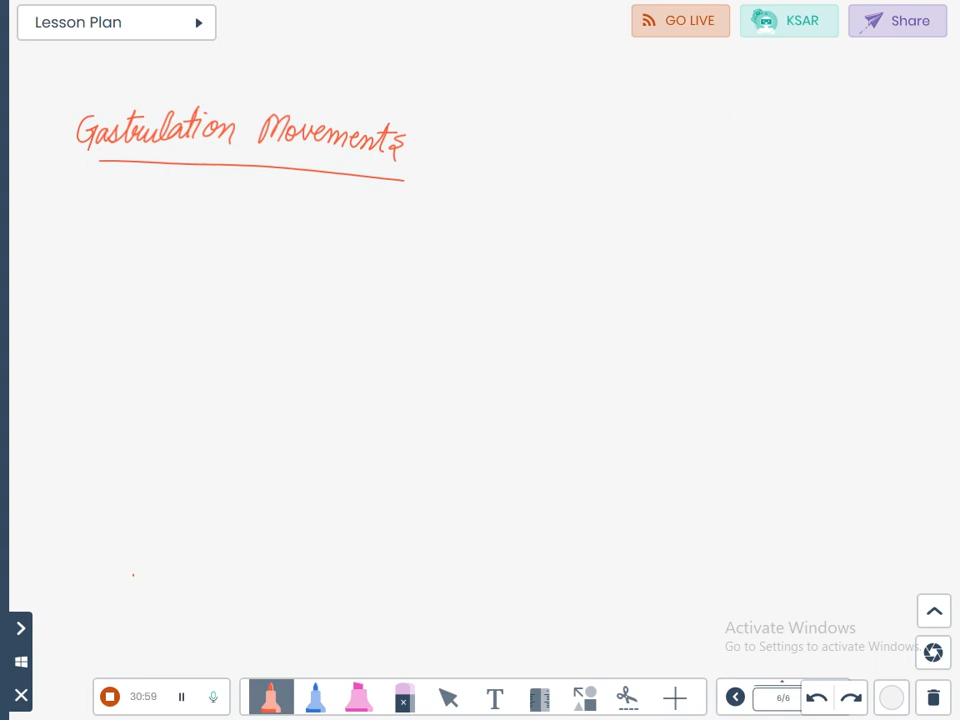 Lesson Plan
GO LIVE
KSAR
Share
Gastrulation Movements
Activate Windows
Go to Settings to activate Windows.
30:59
T
6/6